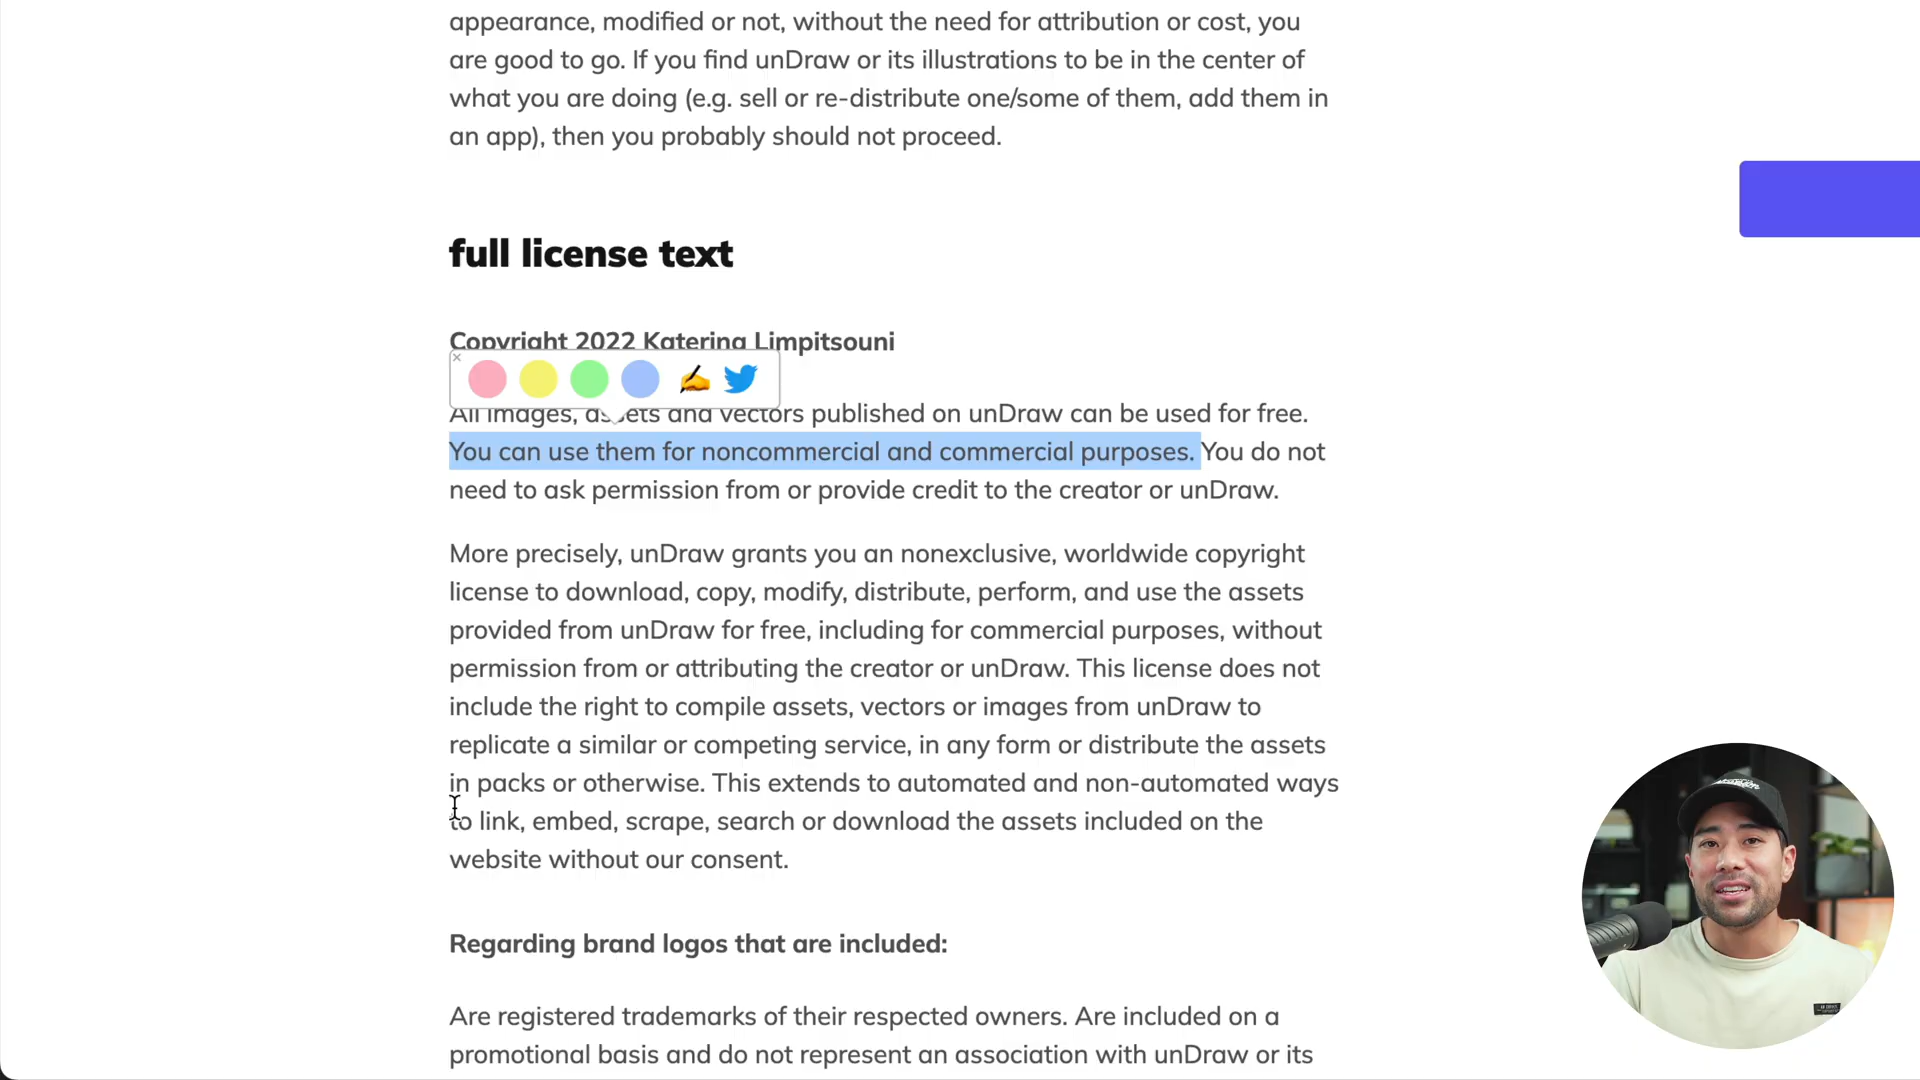 appearance, modified or not, without the need for attribution or cost, you
are good to go. If you find unDraw or its illustrations to be in the center of
what you are doing (e.g. sell or re-distribute one/some of them, add them in
an app), then you probably should not proceed.
full license text
Copyright 2022 Katerina Limpitsouni
All images, assets and vectors published on unDraw can be used for free.
You can use them for noncommercial and commercial purposes. You do not
need to ask permission from or provide credit to the creator or unDraw.
More precisely, unDraw grants you an nonexclusive, worldwide copyright
license to download, copy, modify, distribute, perform, and use the assets
provided from unDraw for free, including for commercial purposes, without
permission from or attributing the creator or unDraw. This license does not
include the right to compile assets, vectors or images from unDraw to
replicate a similar or competing service, in any form or distribute the assets
in packs or otherwise. This extends to automated and non-automated ways
to link, embed, scrape, search or download the assets included on the
website without our consent.
Regarding brand logos that are included:
Are registered trademarks of their respected owners. Are included on a
promotional basis and do not represent an association with unDraw or its